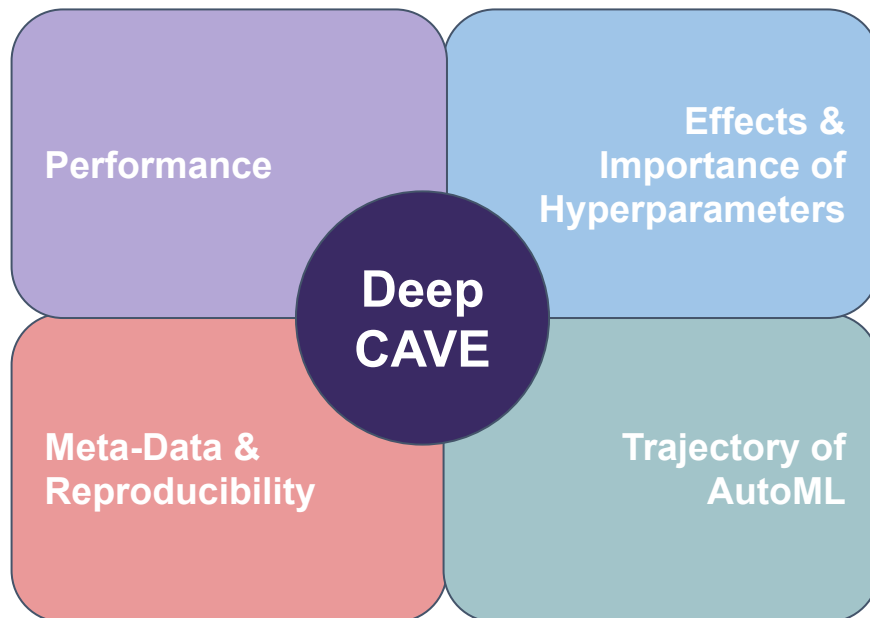 Performance
Effects &
Importance of
Hyperparameters
Deep
CAVE
Meta-Data &
Reproducibility
Trajectory of
AutoML